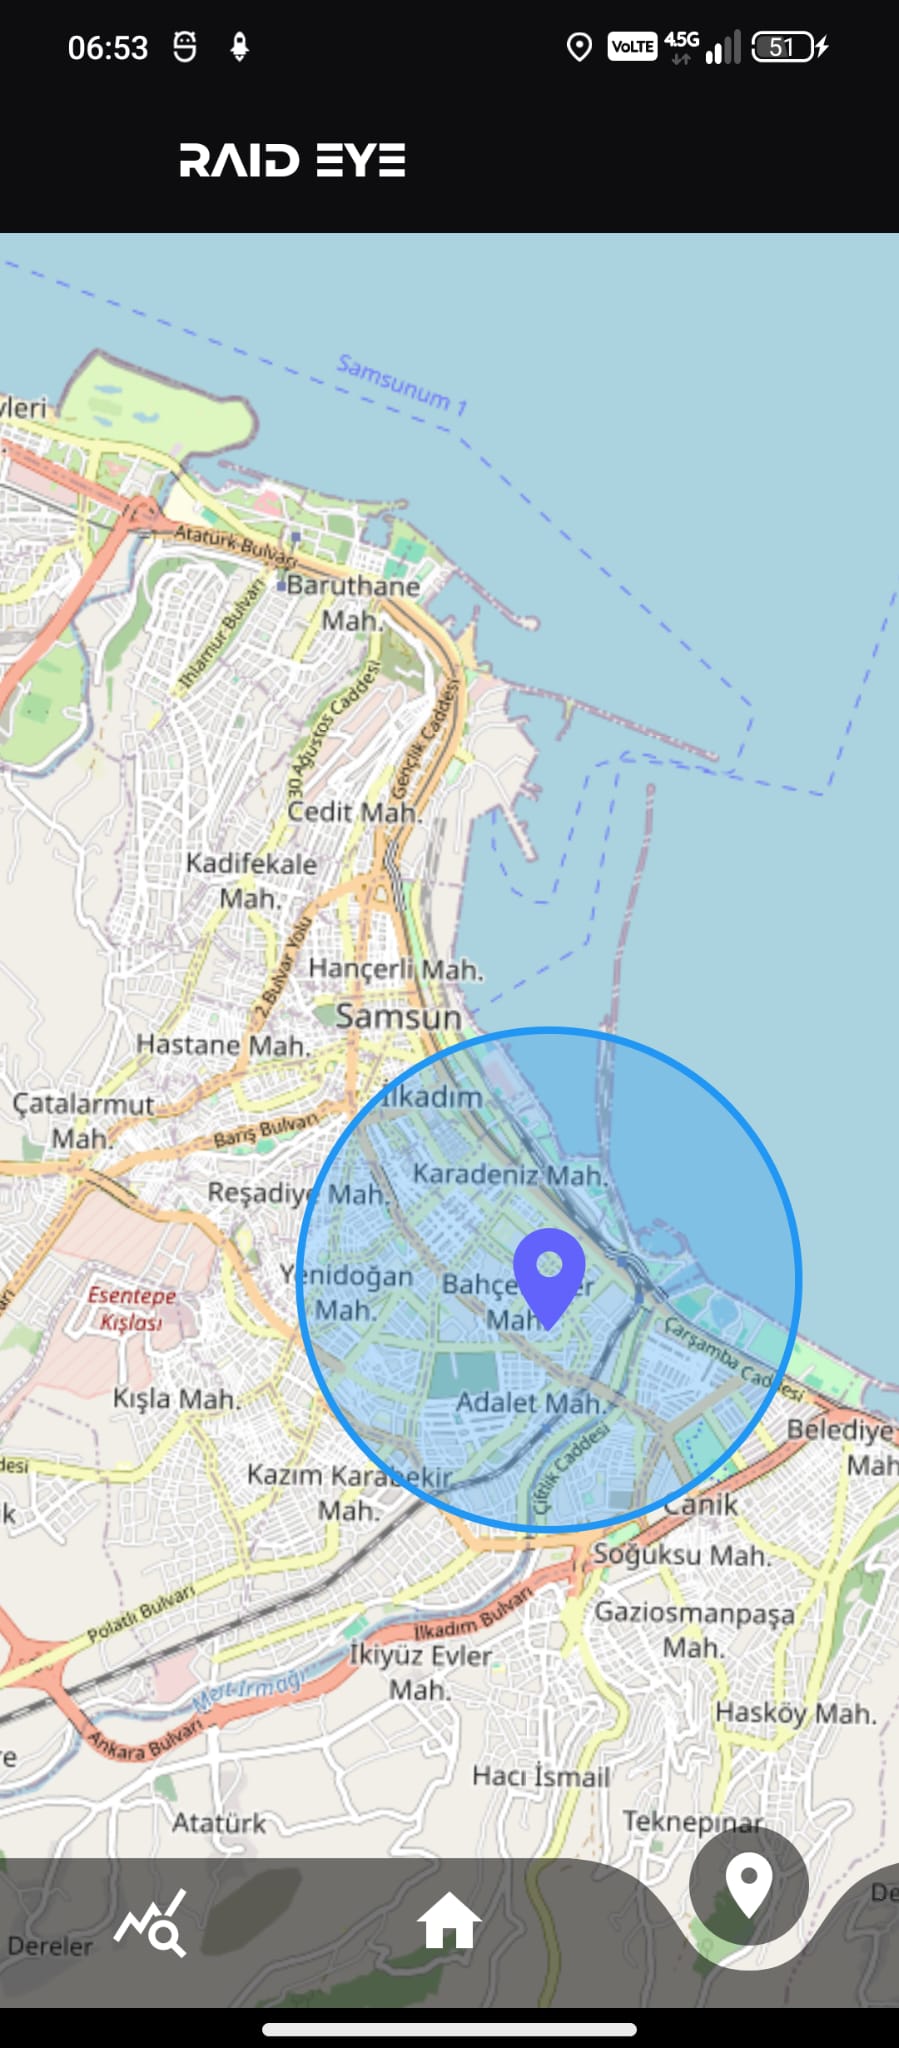 06:53
VoLTE
4.5G
51
RAID EYE
Samsunum 1
Atatürk Bulvarı
Baruthane
Mah.
Ihlamur Bulvarı
30 Ağustos Caddesi
Gençlik Caddesi
Cedit Mah.
Kadifekale
Mah.
2.Bulvar Yolu
Hançerli Mah.
Samsun
Hastane Mah.
İlkadım
Çatalarmut
Mah.
Barış Bulvarı
Karadeniz Mah.
Reşadiye Mah.
Yenidoğan
Mah.
Mah.
Esentepe
Kışlası
Çarşamba Caddesi
Kışla Mah.
Adalet Mah.
Belediye
Mah
Çiftlik Caddesi
Kazım Karabekir
Mah.
Canik
Soğuksu Mah.
Polatlı Bulvarı
Gaziosmanpaşa
Mah.
İlkadım Bulvarı
İkiyüz Evler
Mah.
Mert Irmağı
Hasköy Mah.
Ankara Bulvarı
Hacı İsmail
Atatürk
Teknepınar
De
Dereler